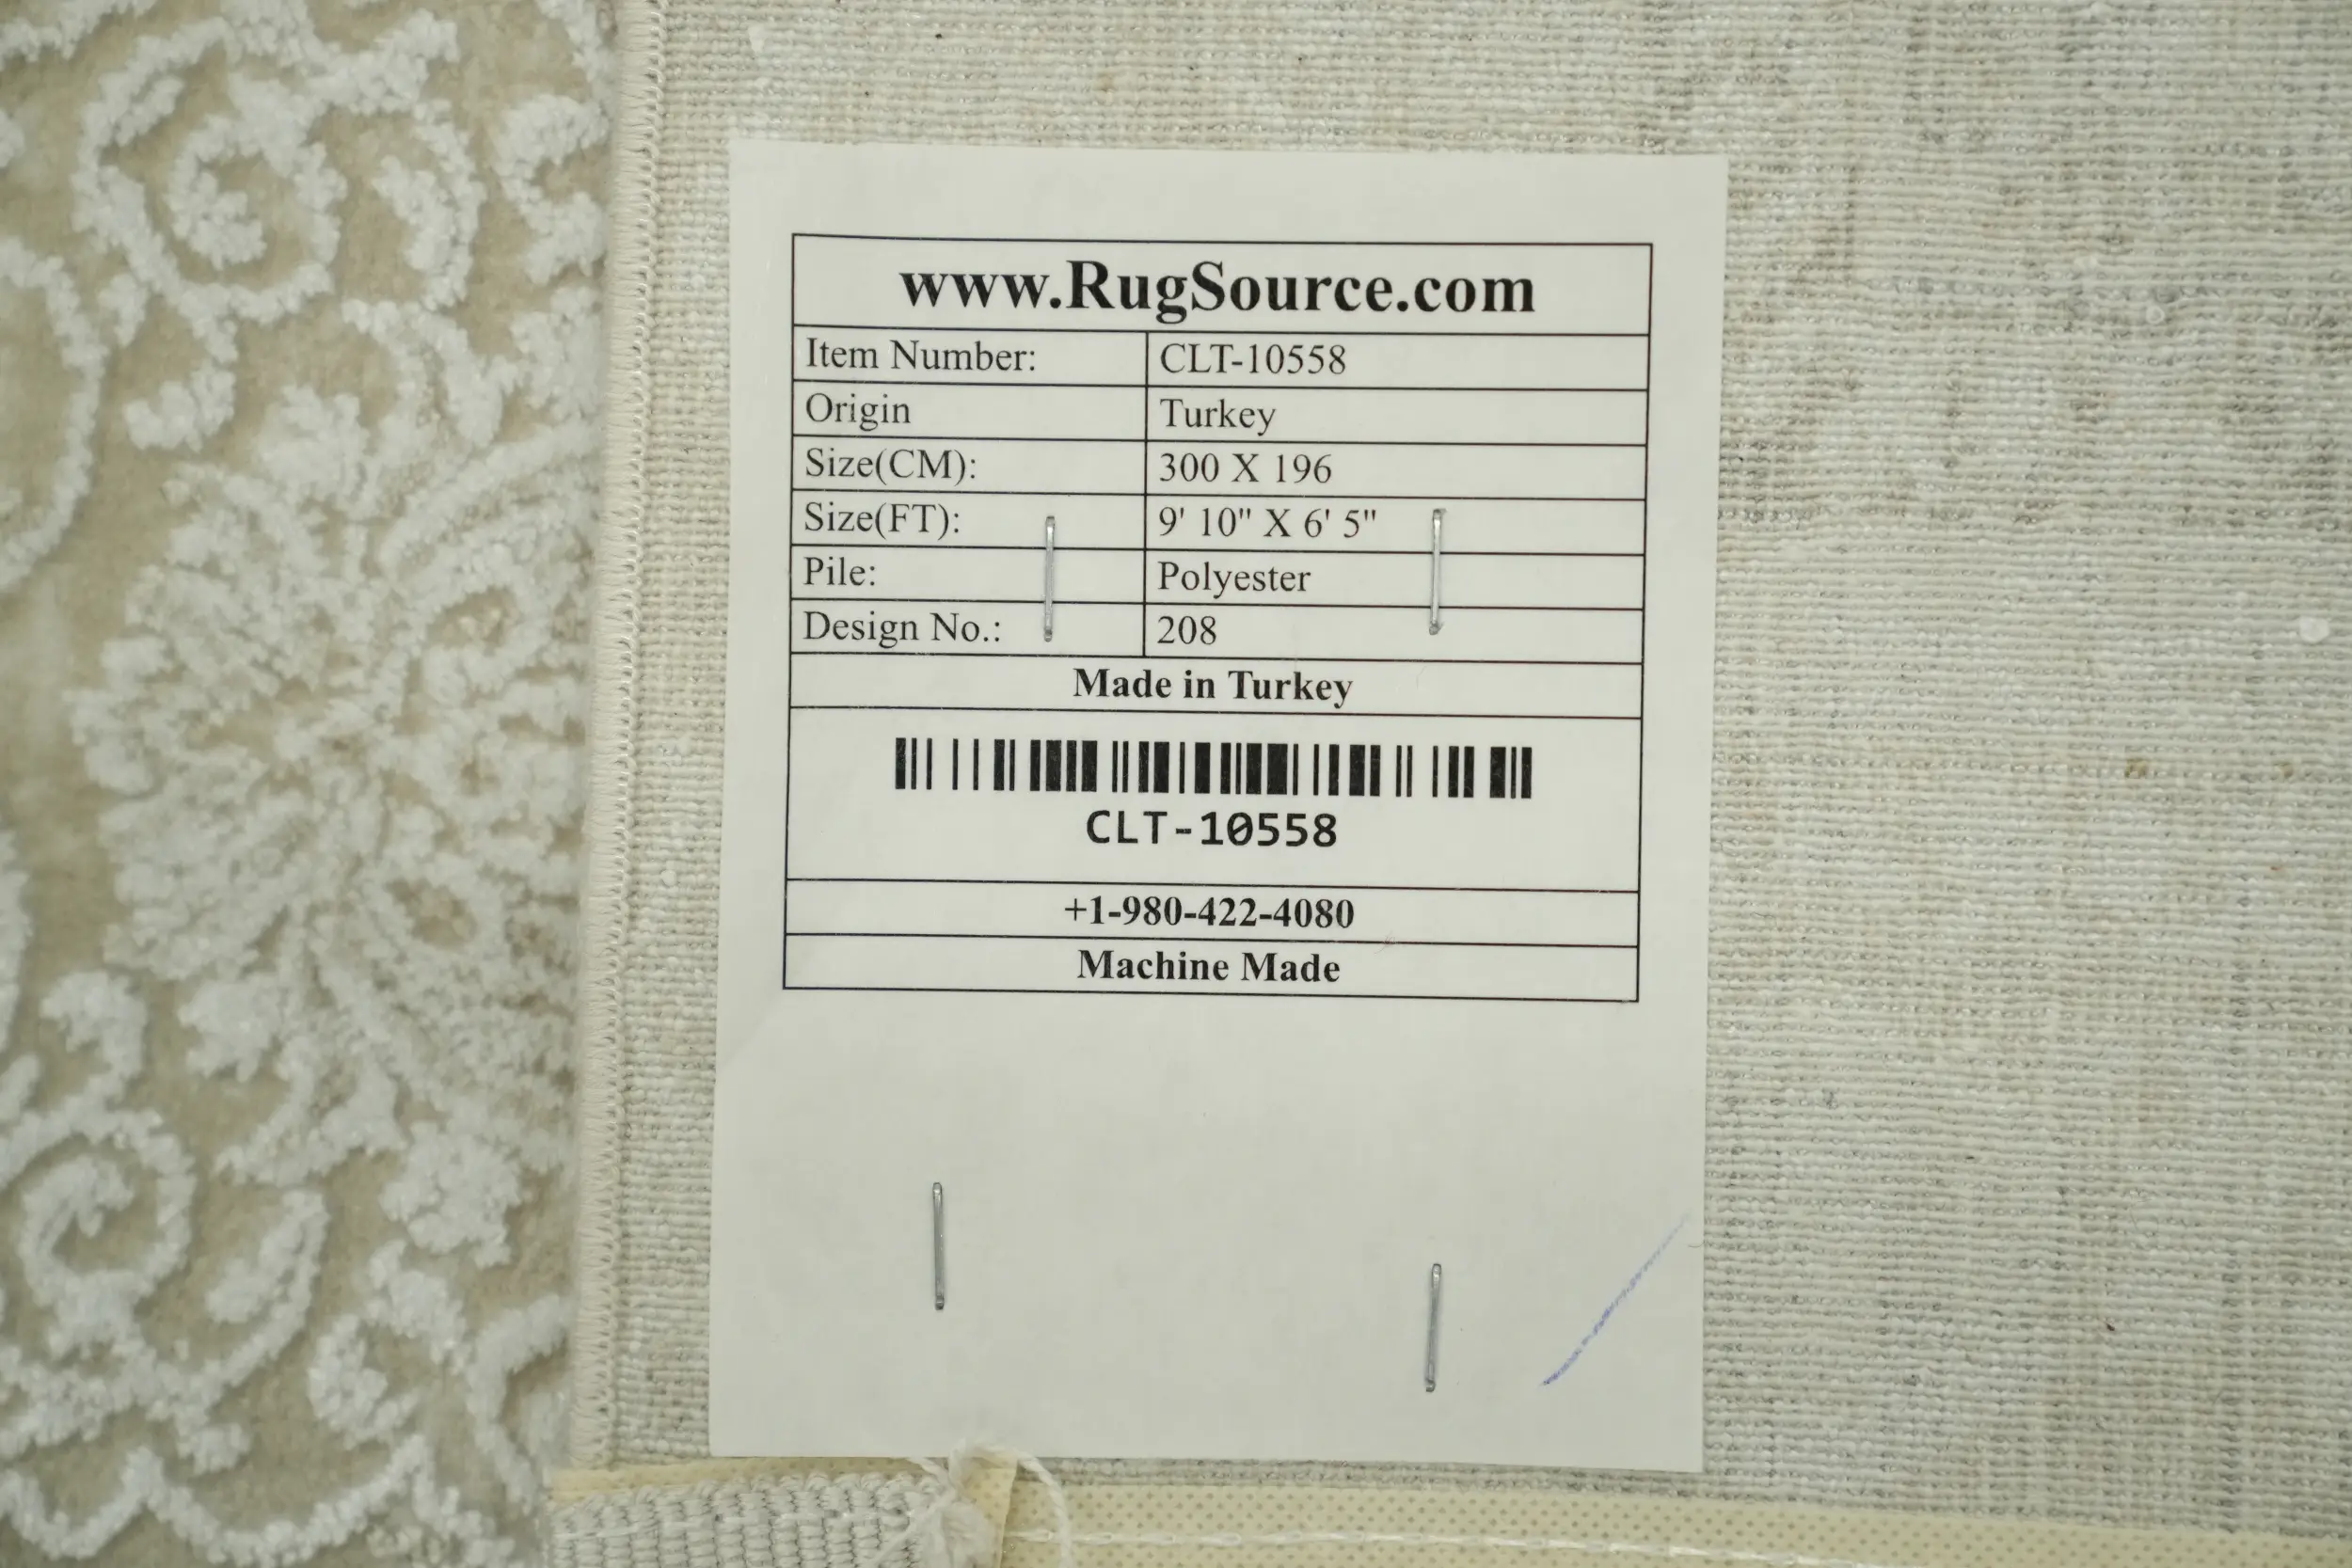 www.RugSource.com
Item Number: CLT-10558
Origin Turkey
Size(CM): 300 X 196
Size(FT): 9' 10" X 6' 5"
Pile: Polyester
Design No.: 208
Made in Turkey
CLT-10558
+1-980-422-4080
Machine Made